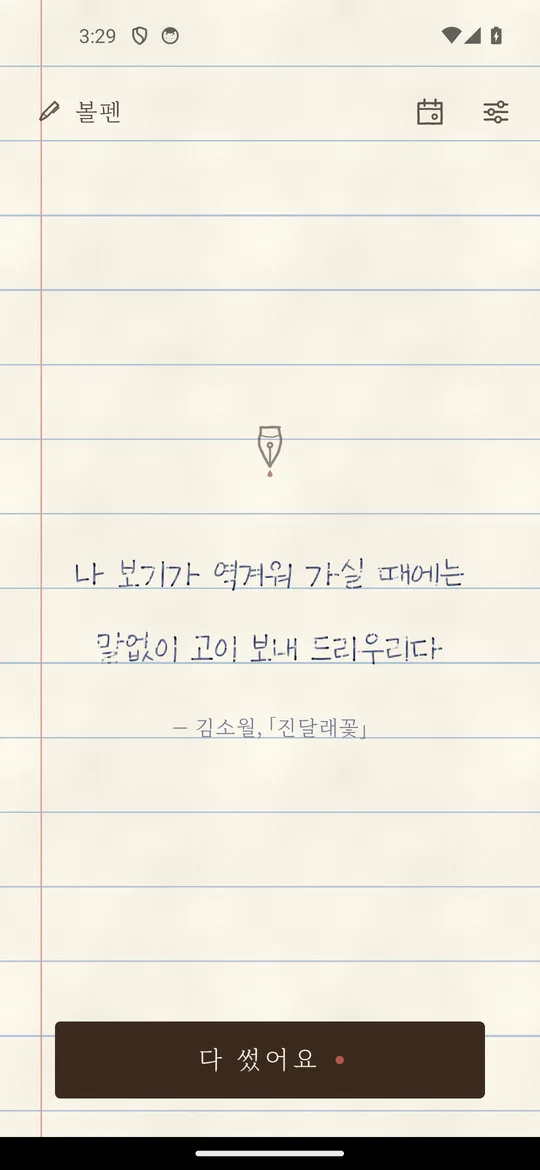 3:29
볼펜
나 보기가 역겨워 가실 때에는
말없이 고이 보내 드리우리다
– 김소월, 「진달래꽃」
다 썼어요